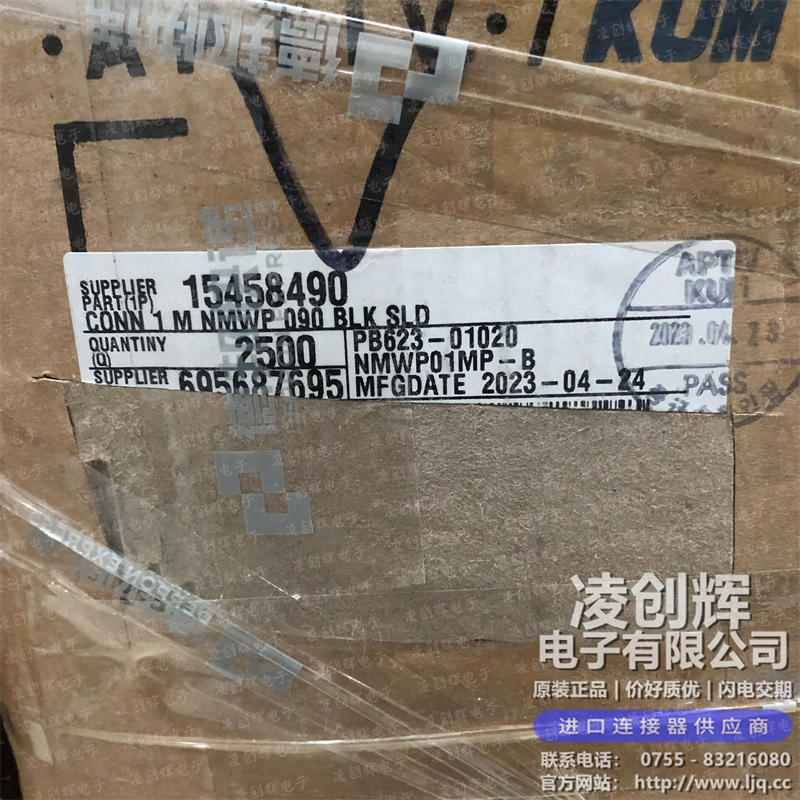 KUM
SUPPLIER
PART(1P) 15458490
CONN 1 M NMWP 090 BLK SLD
QUANTINY
(Q) 2500
PB623-01020
NMWP01MP-B
SUPPLIER 695687695
MFGDATE 2023-04-24
APT
KU
2023.04.23
PASS
凌创辉
电子有限公司
原装正品 | 价好质优 | 闪电交期
进口连接器供应商
联系电话： 0755 - 83216080
官方网站： http://www.ljq.cc